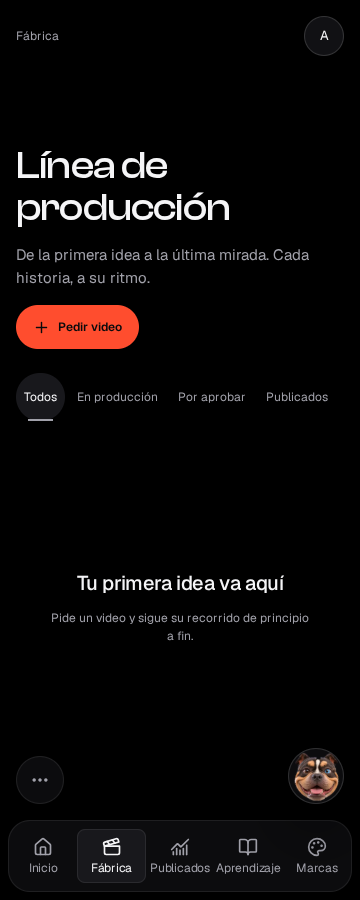 Fábrica
A
Línea de
producción
De la primera idea a la última mirada. Cada
historia, a su ritmo.
Pedir video
Todos
En producción
Por aprobar
Publicados
Tu primera idea va aquí
Pide un video y sigue su recorrido de principio
a fin.
Inicio
Fábrica
Publicados
Aprendizaje
Marcas